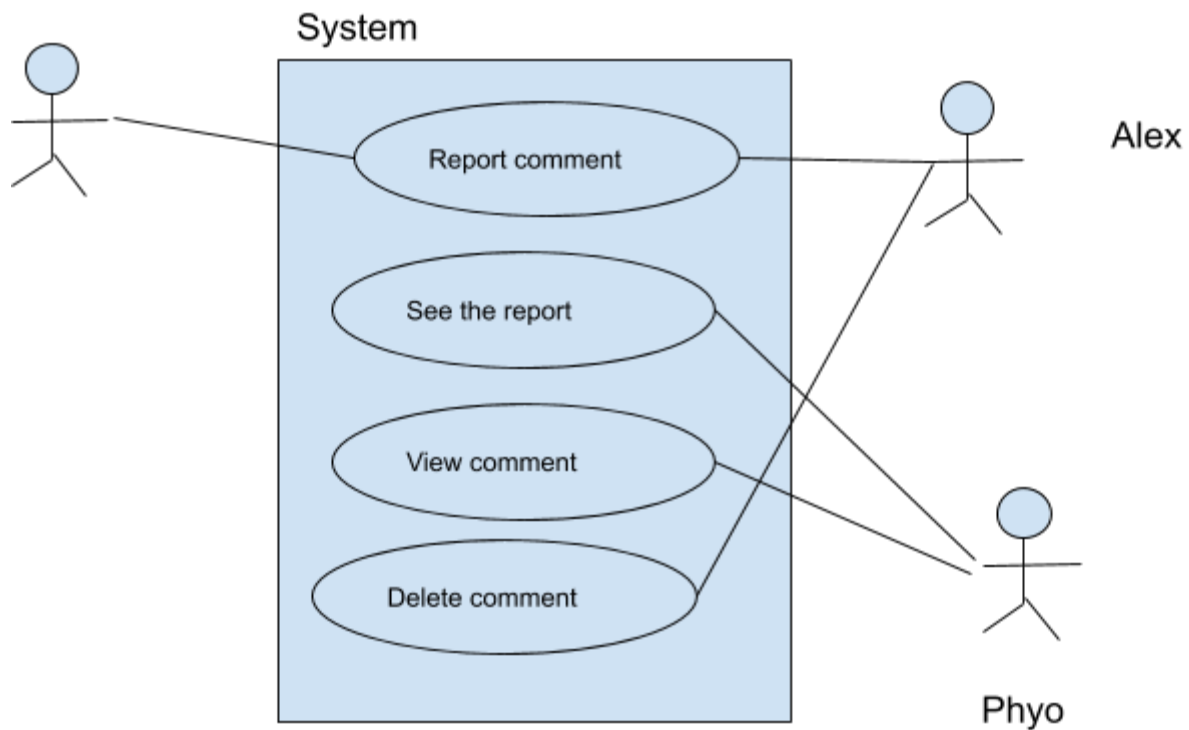 System
Alex
Report comment
See the report
View comment
Delete comment
Phyo